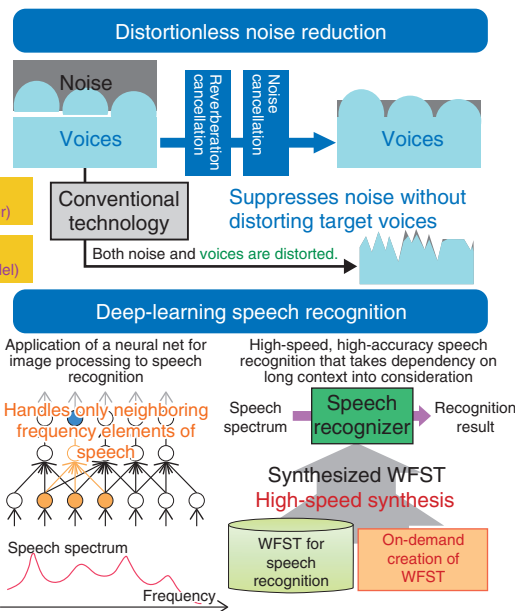 Distortionless noise reduction
Noise
Voices
Reverberation
cancellation
Noise
cancellation
Voices
r)
lel)
Conventional
technology
Suppresses noise without
distorting target voices
Both noise and voices are distorted.
Deep-learning speech recognition
Application of a neural net for
image processing to speech
recognition
Handles only neighboring
frequency elements of
speech
Speech spectrum
Frequency
High-speed, high-accuracy speech
recognition that takes dependency on
long context into consideration
Speech
spectrum
Speech
recognizer
Recognition
result
Synthesized WFST
High-speed synthesis
WFST for
speech
recognition
On-demand
creation of
WFST